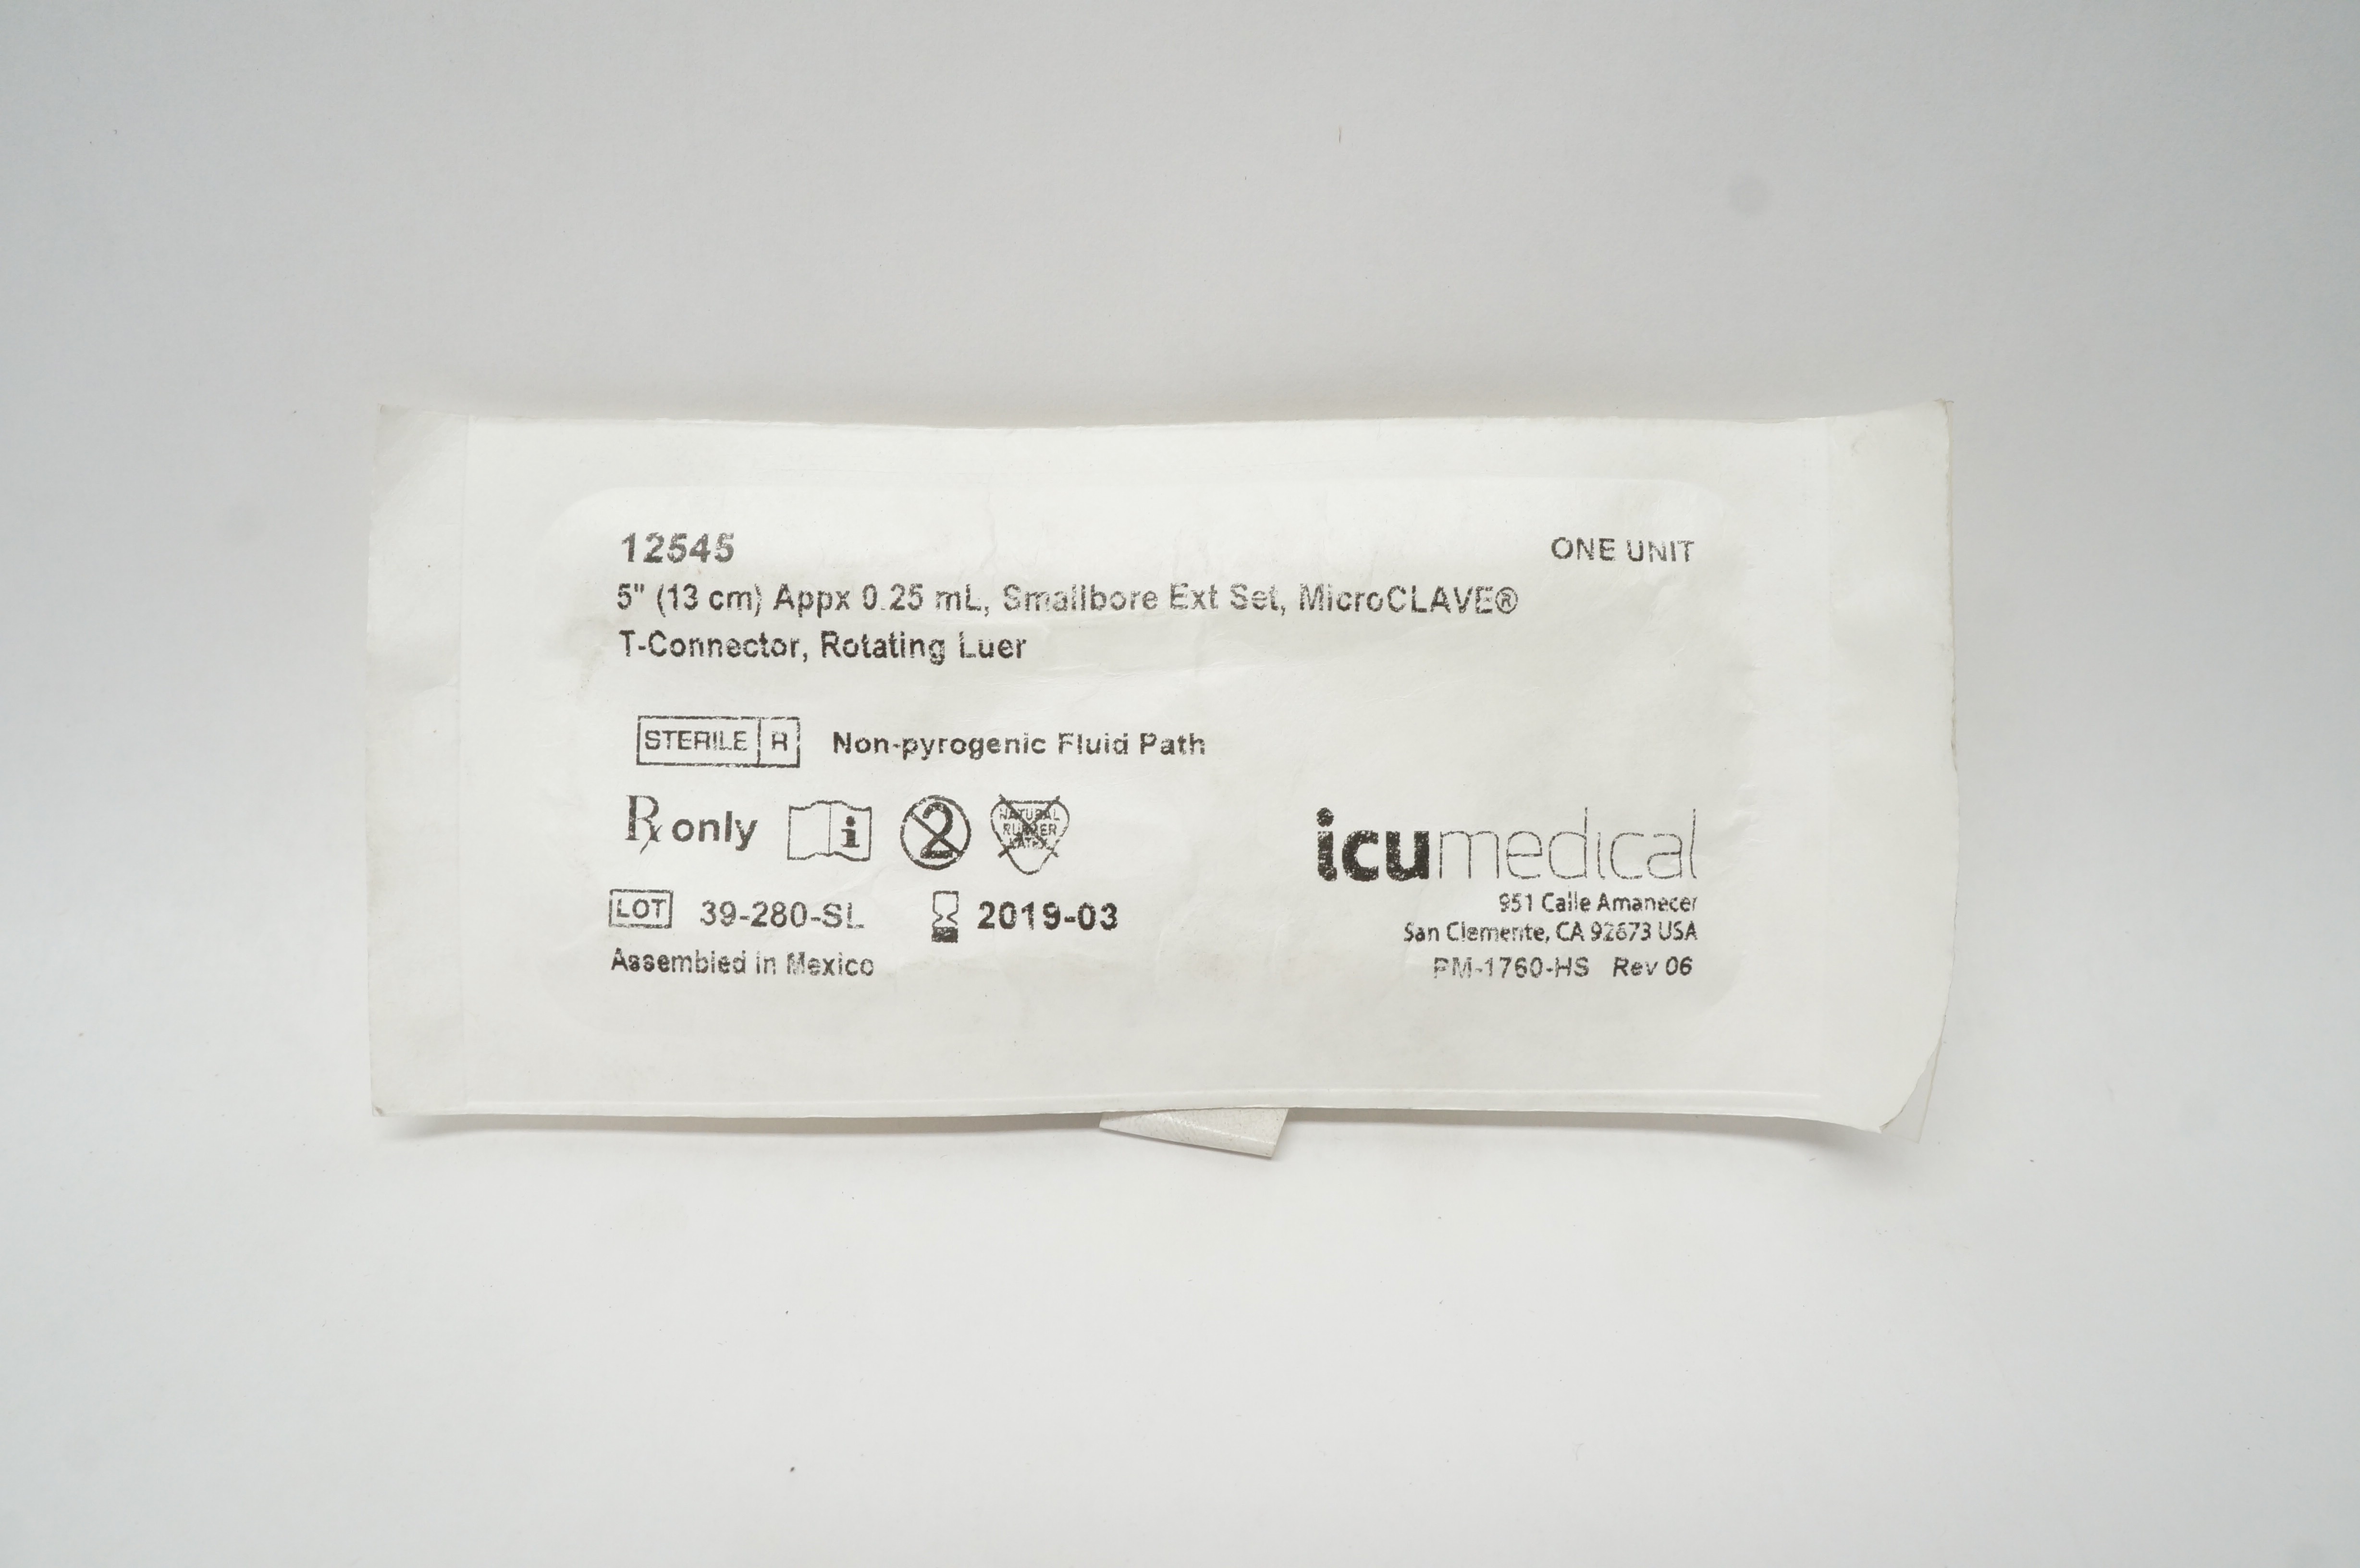 12545
ONE UNIT
5" (13 cm) Appx 0.25 mL, Smallbore Ext Set, MicroCLAVE®
T-Connector, Rotating Luer
STERILE R Non-pyrogenic Fluid Path
Rx only i 2 NATURAL RUBBER LATEX
icumedical
951 Calle Amanecer
San Clemente, CA 92673 USA
PM-1760-HS Rev 06
LOT 39-280-SL 2019-03
Assembled in Mexico